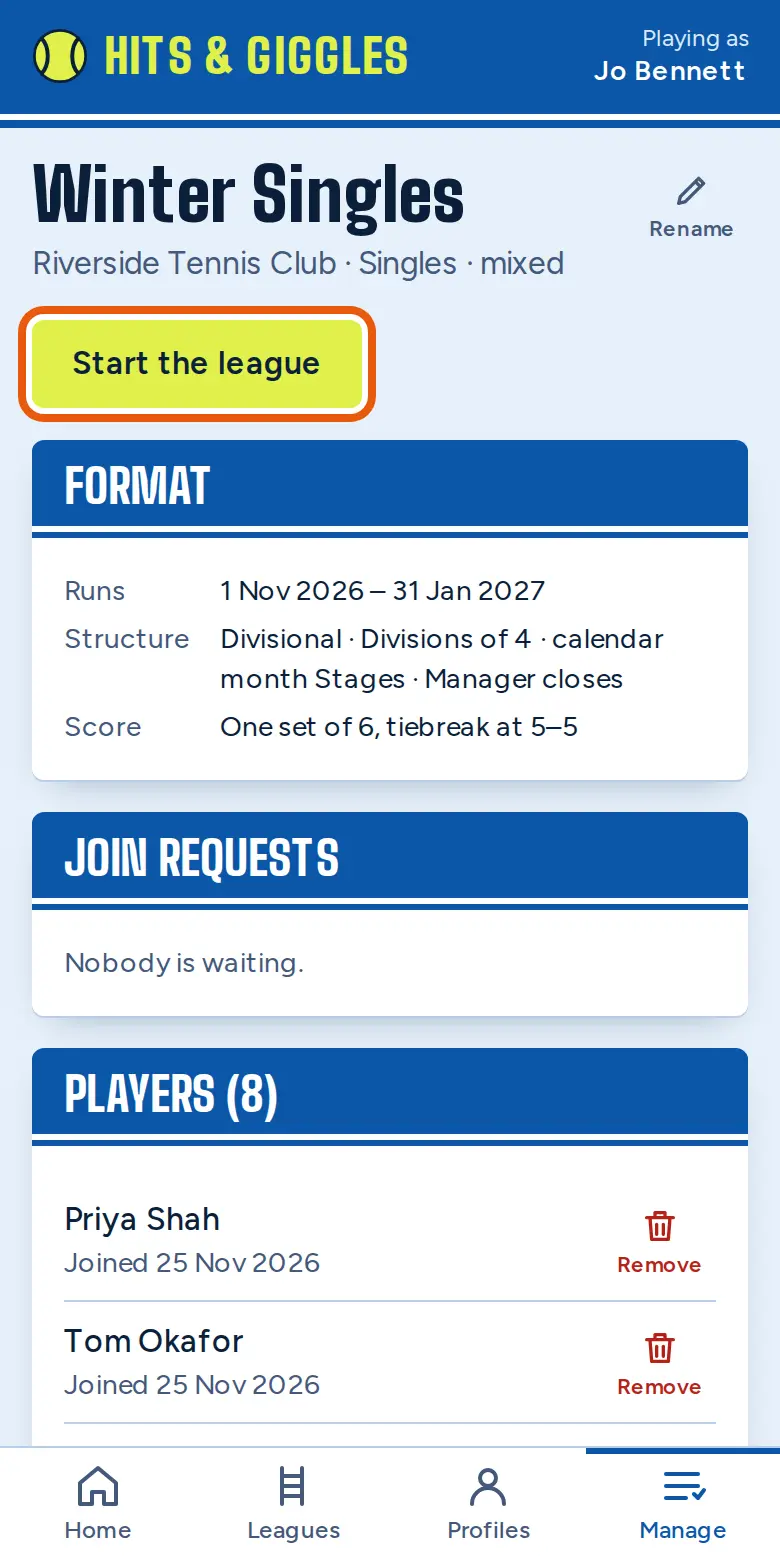 HITS & GIGGLES
Playing as
Jo Bennett
Winter Singles
Rename
Riverside Tennis Club · Singles · mixed
Start the league
FORMAT
Runs 1 Nov 2026 – 31 Jan 2027
Structure Divisional · Divisions of 4 · calendar
month Stages · Manager closes
Score One set of 6, tiebreak at 5–5
JOIN REQUESTS
Nobody is waiting.
PLAYERS (8)
Priya Shah
Joined 25 Nov 2026
Remove
Tom Okafor
Joined 25 Nov 2026
Remove
Home Leagues Profiles Manage